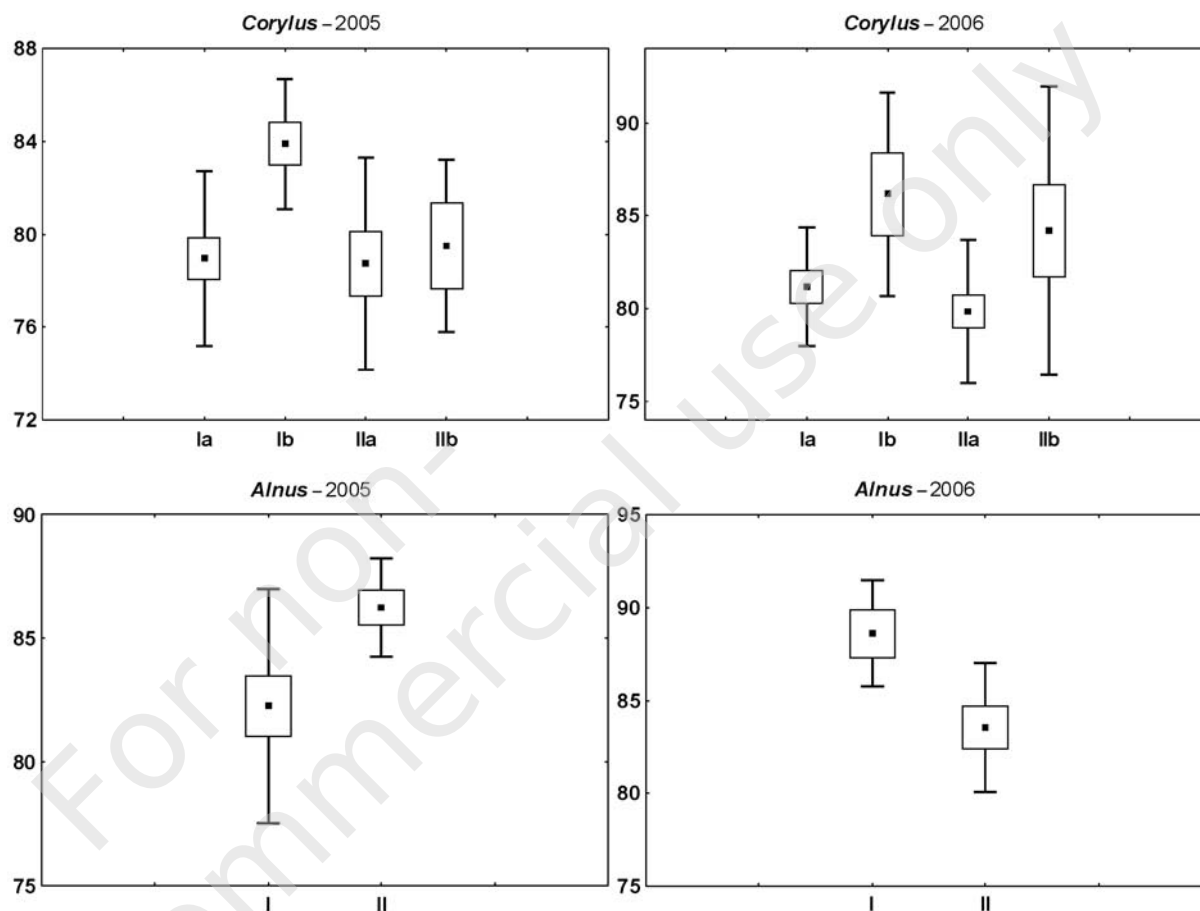 Corylus – 2005
88
84
80
76
72
Ia Ib IIa IIb
Corylus – 2006
90
85
80
75
Ia Ib IIa IIb
Alnus – 2005
90
85
80
75
I II
Alnus – 2006
95
90
85
80
75
I II
For non-
commercial use only